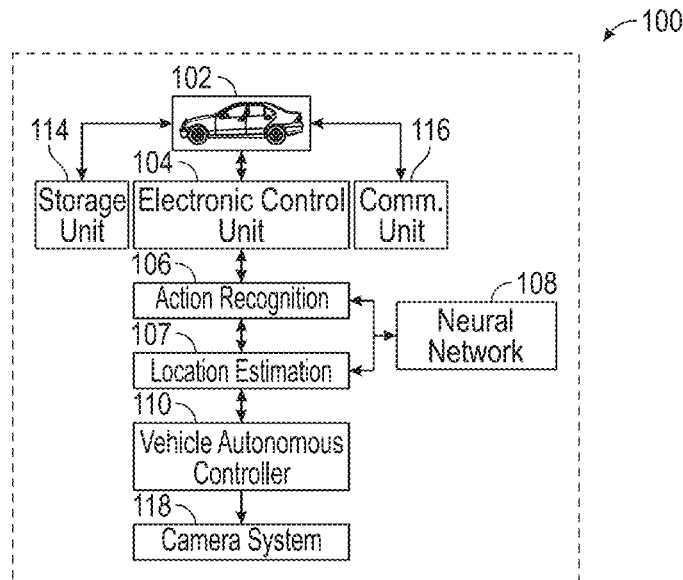 100
102
114
104
116
Storage
Unit
Electronic Control
Unit
Comm.
Unit
106
Action Recognition
108
Neural
Network
107
Location Estimation
110
Vehicle Autonomous
Controller
118
Camera System